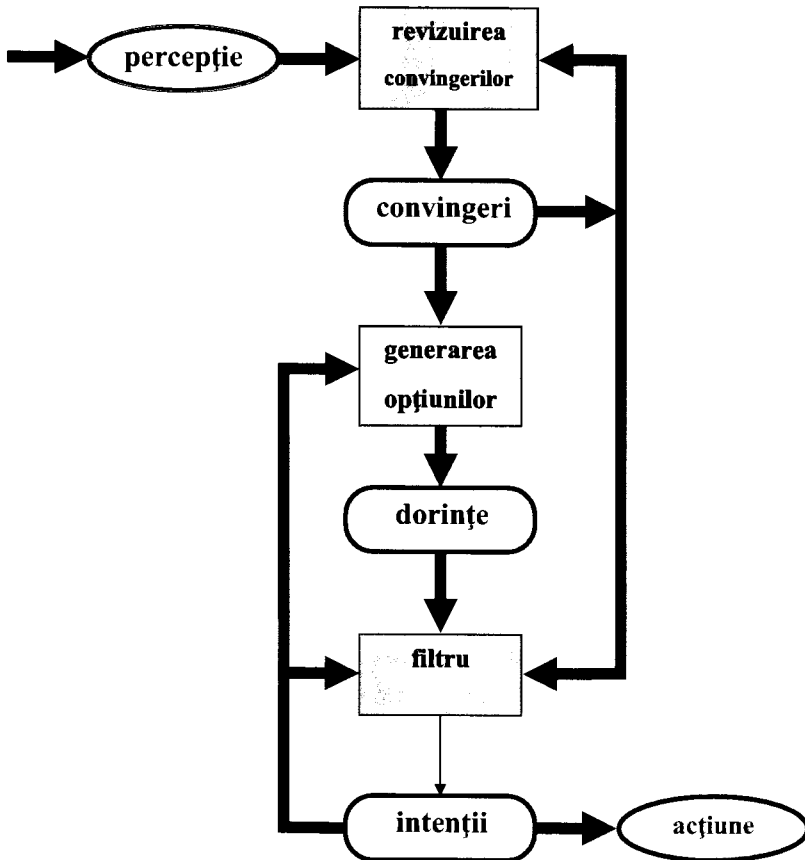 revizuirea
percepţie
convingerilor
convingeri
generarea
opţiunilor
dorinţe
filtru
intenţii
acţiune